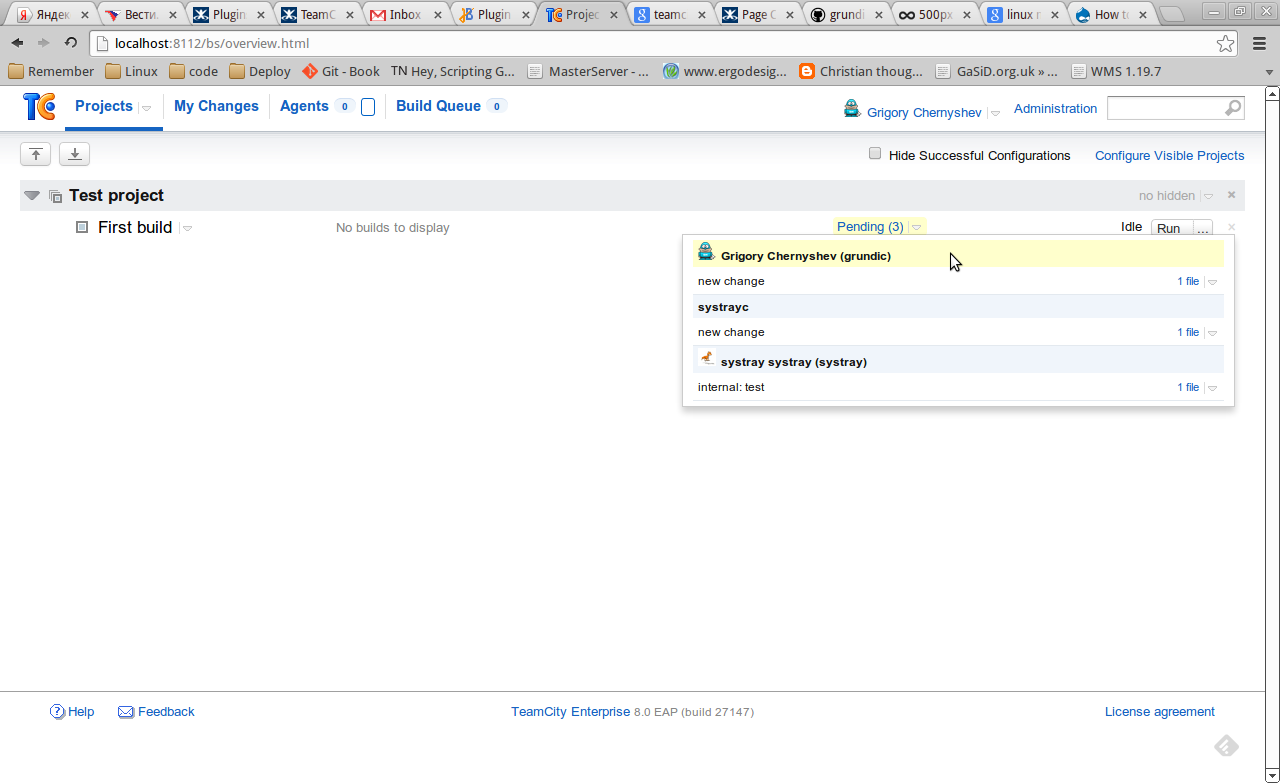 Яндек Вести. Plugin TeamC Inbox Plugin Projec teamc Page C grundi 500px linux r How to
localhost:8112/bs/overview.html
Remember Linux code Deploy Git - Book TN Hey, Scripting G... MasterServer - ... www.ergodesig... Christian thoug... GaSiD.org.uk » ... WMS 1.19.7
TC Projects My Changes Agents 0 Build Queue 0 Grigory Chernyshev Administration
Hide Successful Configurations Configure Visible Projects
Test project no hidden
First build No builds to display Pending (3) Idle Run ...
Grigory Chernyshev (grundic)
new change 1 file
systrayc
new change 1 file
systray systray (systray)
internal: test 1 file
? Help Feedback TeamCity Enterprise 8.0 EAP (build 27147) License agreement